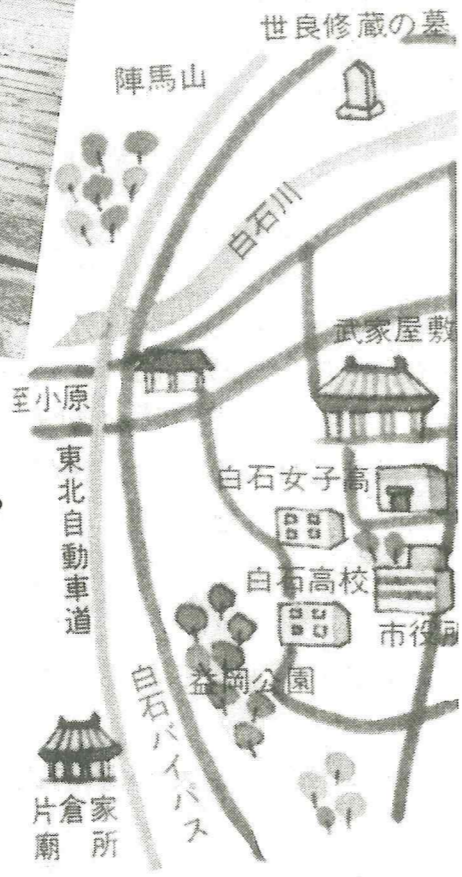 世良修蔵の墓
陣馬山
白石川
武家屋敷
至小原
東北自動車道
白石女子高
白石高校
市役所
益岡公園
白石バイパス
片倉家
廟所